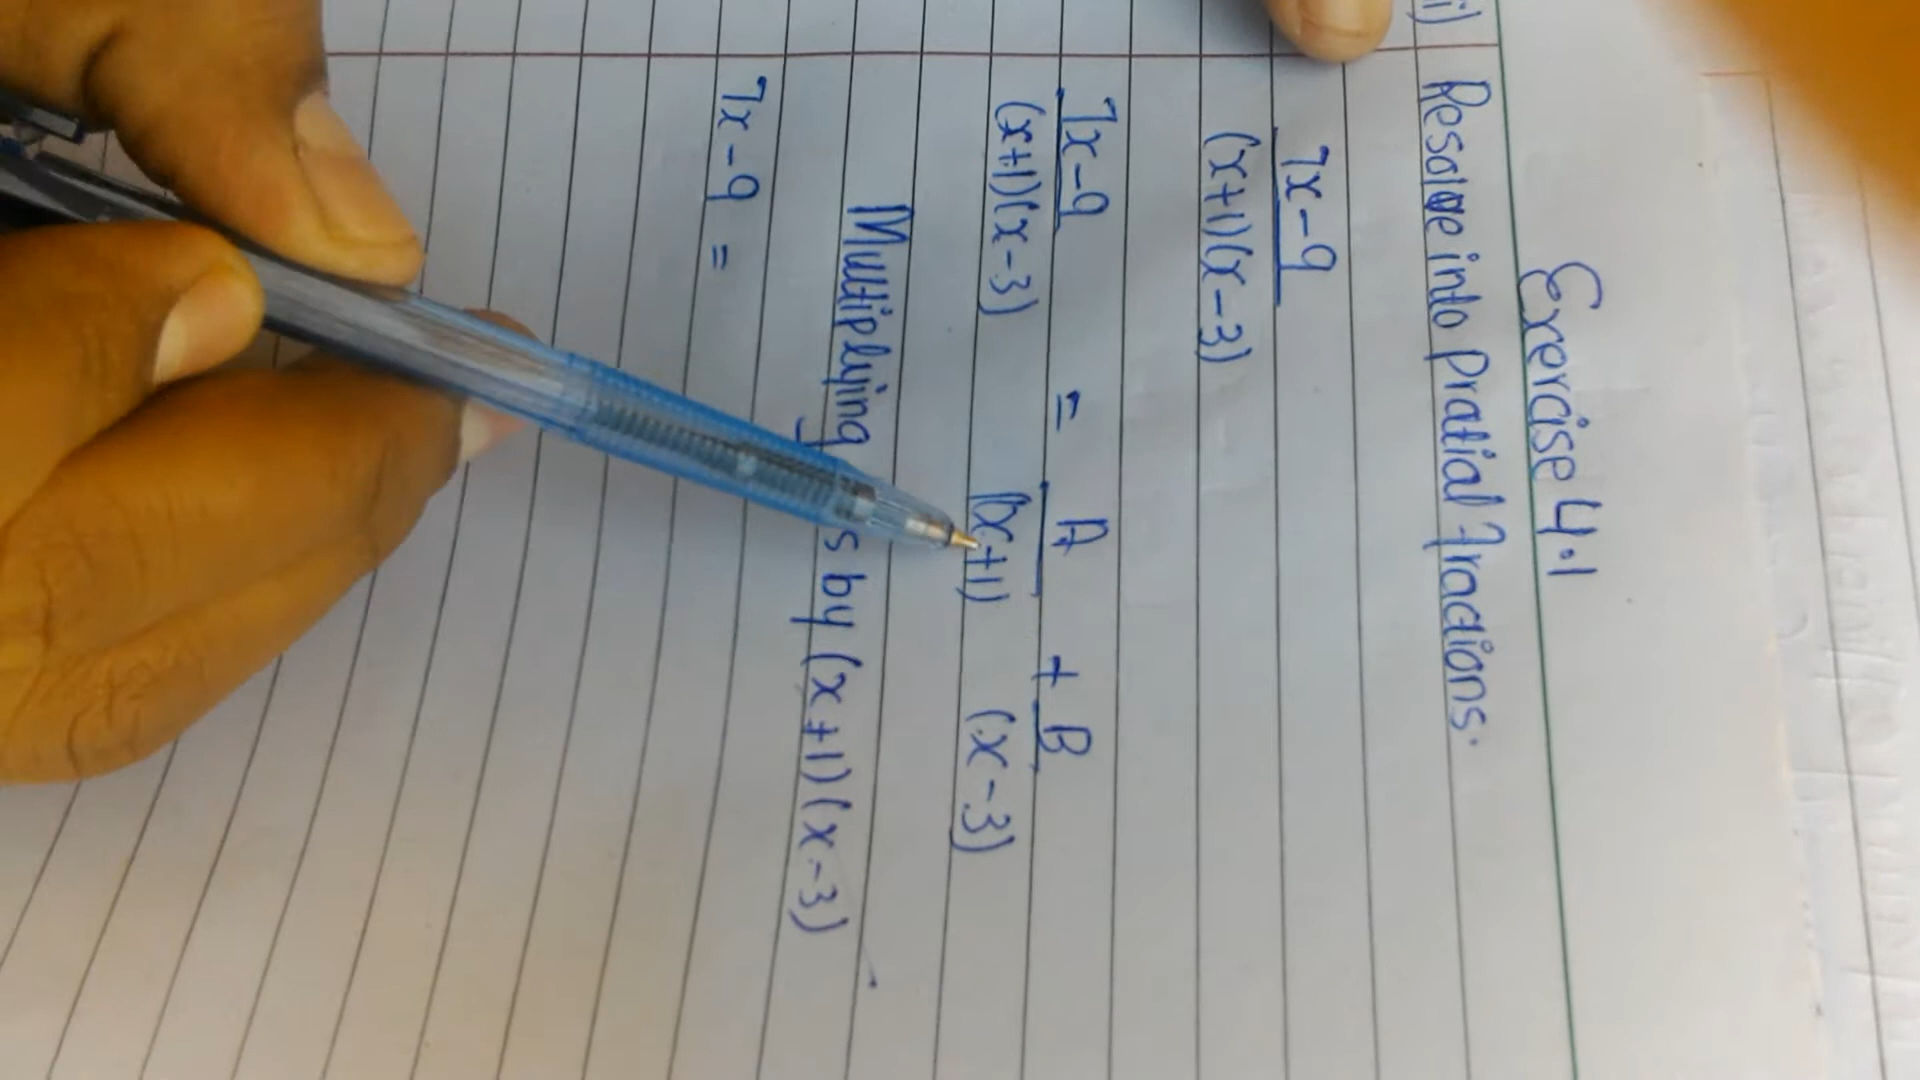 Exercise 4.1
i) Resolve into Pratial fractions.
7x-9
(x+1)(x-3)
7x-9 = A + B
(x+1)(x-3) (x+1) (x-3)
Multiplying s by (x+1)(x-3)
7x-9 =